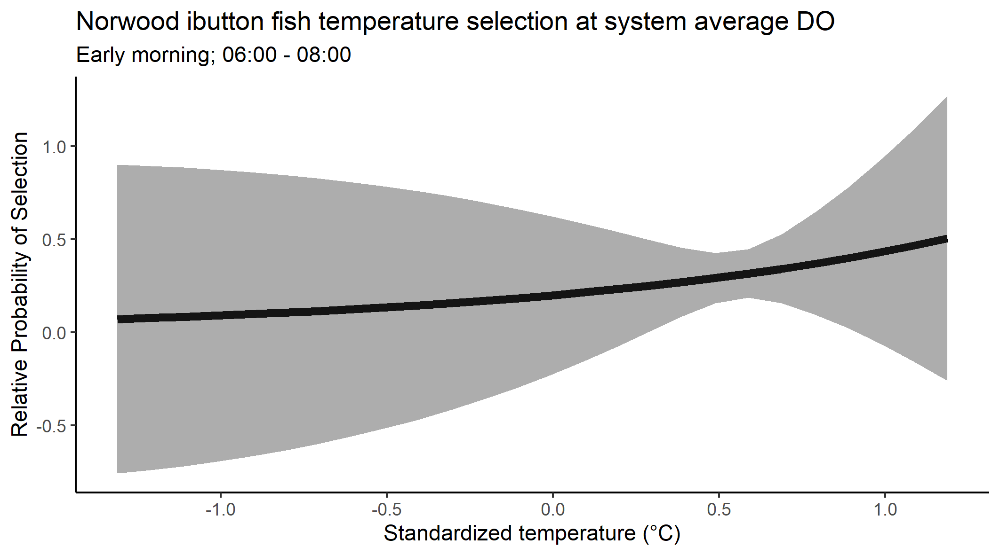 Norwood ibutton fish temperature selection at system average DO
Early morning; 06:00 - 08:00
Relative Probability of Selection
1.0
0.5
0.0
-0.5
-1.0
-0.5
0.0
0.5
1.0
Standardized temperature (°C)